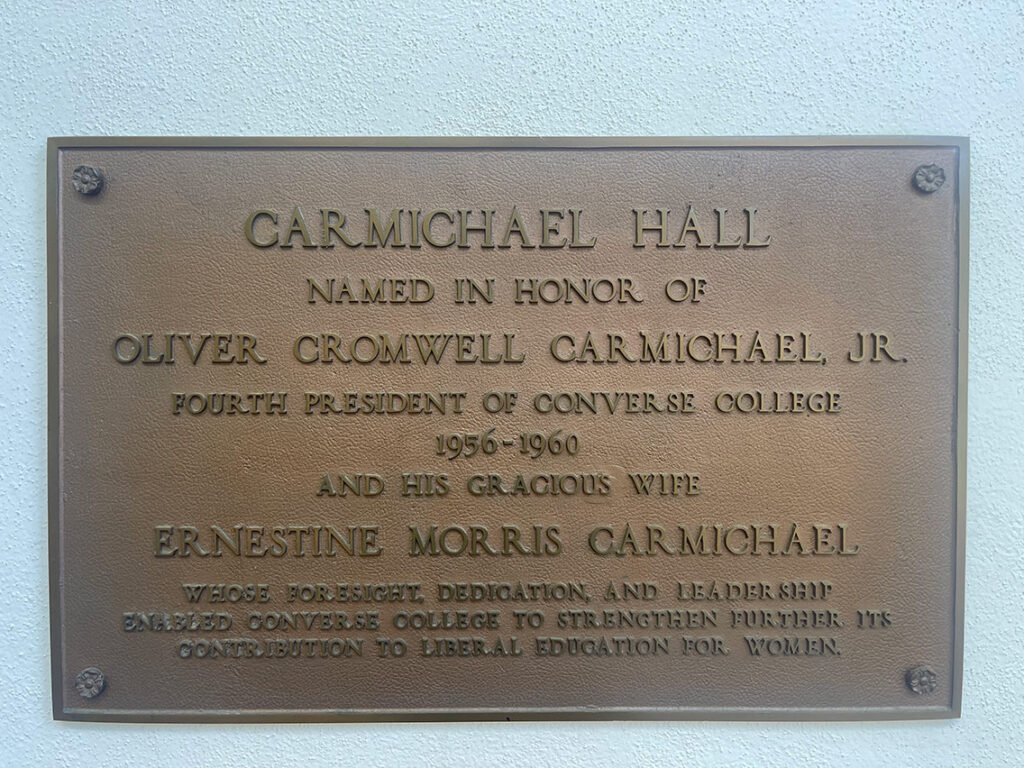 CARMICHAEL HALL
NAMED IN HONOR OF
OLIVER CROMWELL CARMICHAEL, JR.
FOURTH PRESIDENT OF CONVERSE COLLEGE
1956-1960
AND HIS GRACIOUS WIFE
ERNESTINE MORRIS CARMICHAEL
WHOSE FORESIGHT, DEDICATION, AND LEADERSHIP
ENABLED CONVERSE COLLEGE TO STRENGTHEN FURTHER ITS
CONTRIBUTION TO LIBERAL EDUCATION FOR WOMEN.